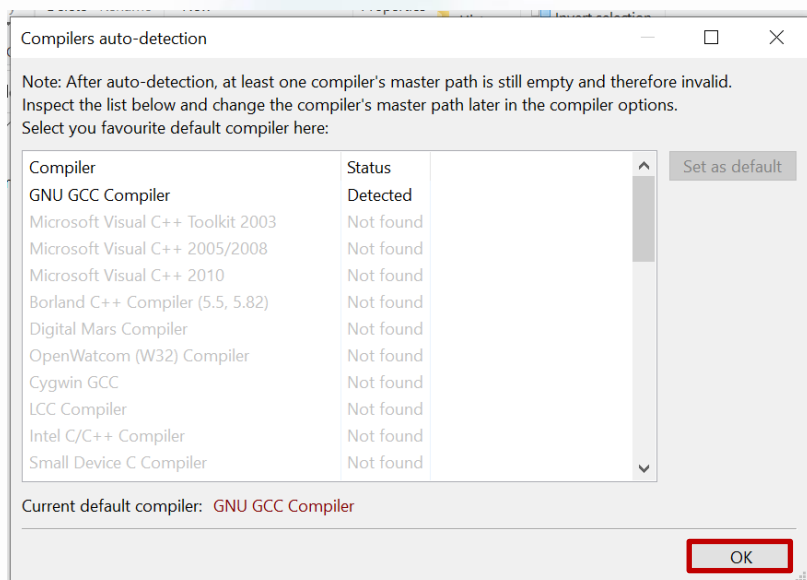 Compilers auto-detection
Note: After auto-detection, at least one compiler's master path is still empty and therefore invalid.
Inspect the list below and change the compiler's master path later in the compiler options.
Select you favourite default compiler here:
Compiler Status
Set as default
GNU GCC Compiler Detected
Microsoft Visual C++ Toolkit 2003 Not found
Microsoft Visual C++ 2005/2008 Not found
Microsoft Visual C++ 2010 Not found
Borland C++ Compiler (5.5, 5.82) Not found
Digital Mars Compiler Not found
OpenWatcom (W32) Compiler Not found
Cygwin GCC Not found
LCC Compiler Not found
Intel C/C++ Compiler Not found
Small Device C Compiler Not found
Current default compiler: GNU GCC Compiler
OK